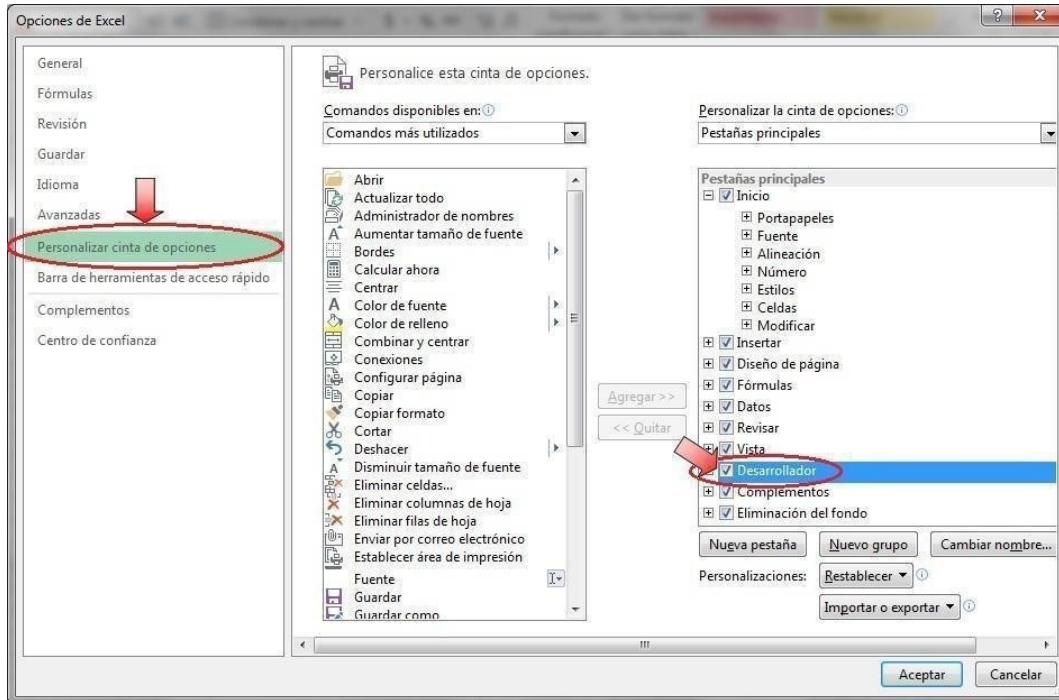 Opciones de Excel
General
Fórmulas
Revisión
Guardar
Idioma
Avanzadas
Personalizar cinta de opciones
Barra de herramientas de acceso rápido
Complementos
Centro de confianza
Personalice esta cinta de opciones.
Comandos disponibles en:
Comandos más utilizados
Abrir
Actualizar todo
Administrador de nombres
Aumentar tamaño de fuente
Bordes
Calcular ahora
Centrar
Color de fuente
Color de relleno
Combinar y centrar
Conexiones
Configurar página
Copiar
Copiar formato
Cortar
Deshacer
Disminuir tamaño de fuente
Eliminar celdas...
Eliminar columnas de hoja
Eliminar filas de hoja
Enviar por correo electrónico
Establecer área de impresión
Fuente
Guardar
Guardar como
Agregar >>
<< Quitar
Personalizar la cinta de opciones:
Pestañas principales
Pestañas principales
Inicio
Portapapeles
Fuente
Alineación
Número
Estilos
Celdas
Modificar
Insertar
Diseño de página
Fórmulas
Datos
Revisar
Vista
Desarrollador
Complementos
Eliminación del fondo
Nueva pestaña
Nuevo grupo
Cambiar nombre...
Personalizaciones:
Restablecer
Importar o exportar
Aceptar
Cancelar